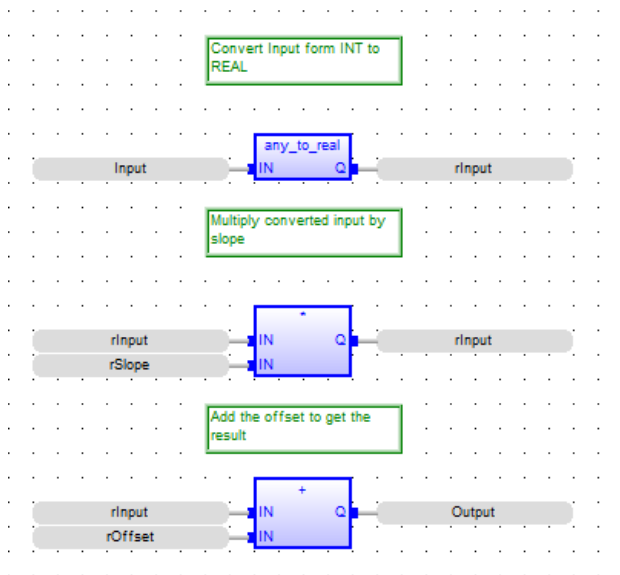 Convert Input form INT to
REAL
any_to_real
Input IN Q rInput
Multiply converted input by
slope
*
rInput IN Q rInput
rSlope IN
Add the offset to get the
result
+
rInput IN Q Output
rOffset IN